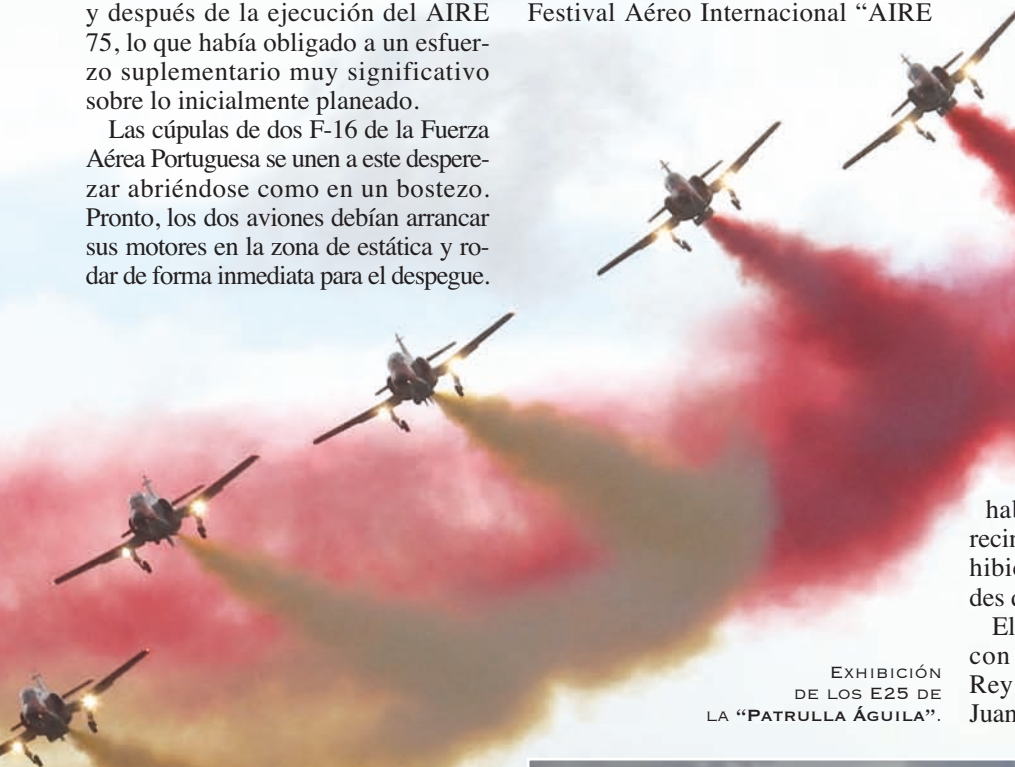 y después de la ejecución del AIRE
75, lo que había obligado a un esfuer-
zo suplementario muy significativo
sobre lo inicialmente planeado.
Las cúpulas de dos F-16 de la Fuerza
Aérea Portuguesa se unen a este despere-
zar abriéndose como en un bostezo.
Pronto, los dos aviones debían arrancar
sus motores en la zona de estática y ro-
dar de forma inmediata para el despegue.
Festival Aéreo Internacional “AIRE
El
con
Rey
Juan
EXHIBICIÓN
DE LOS E25 DE
LA “PATRULLA ÁGUILA”.